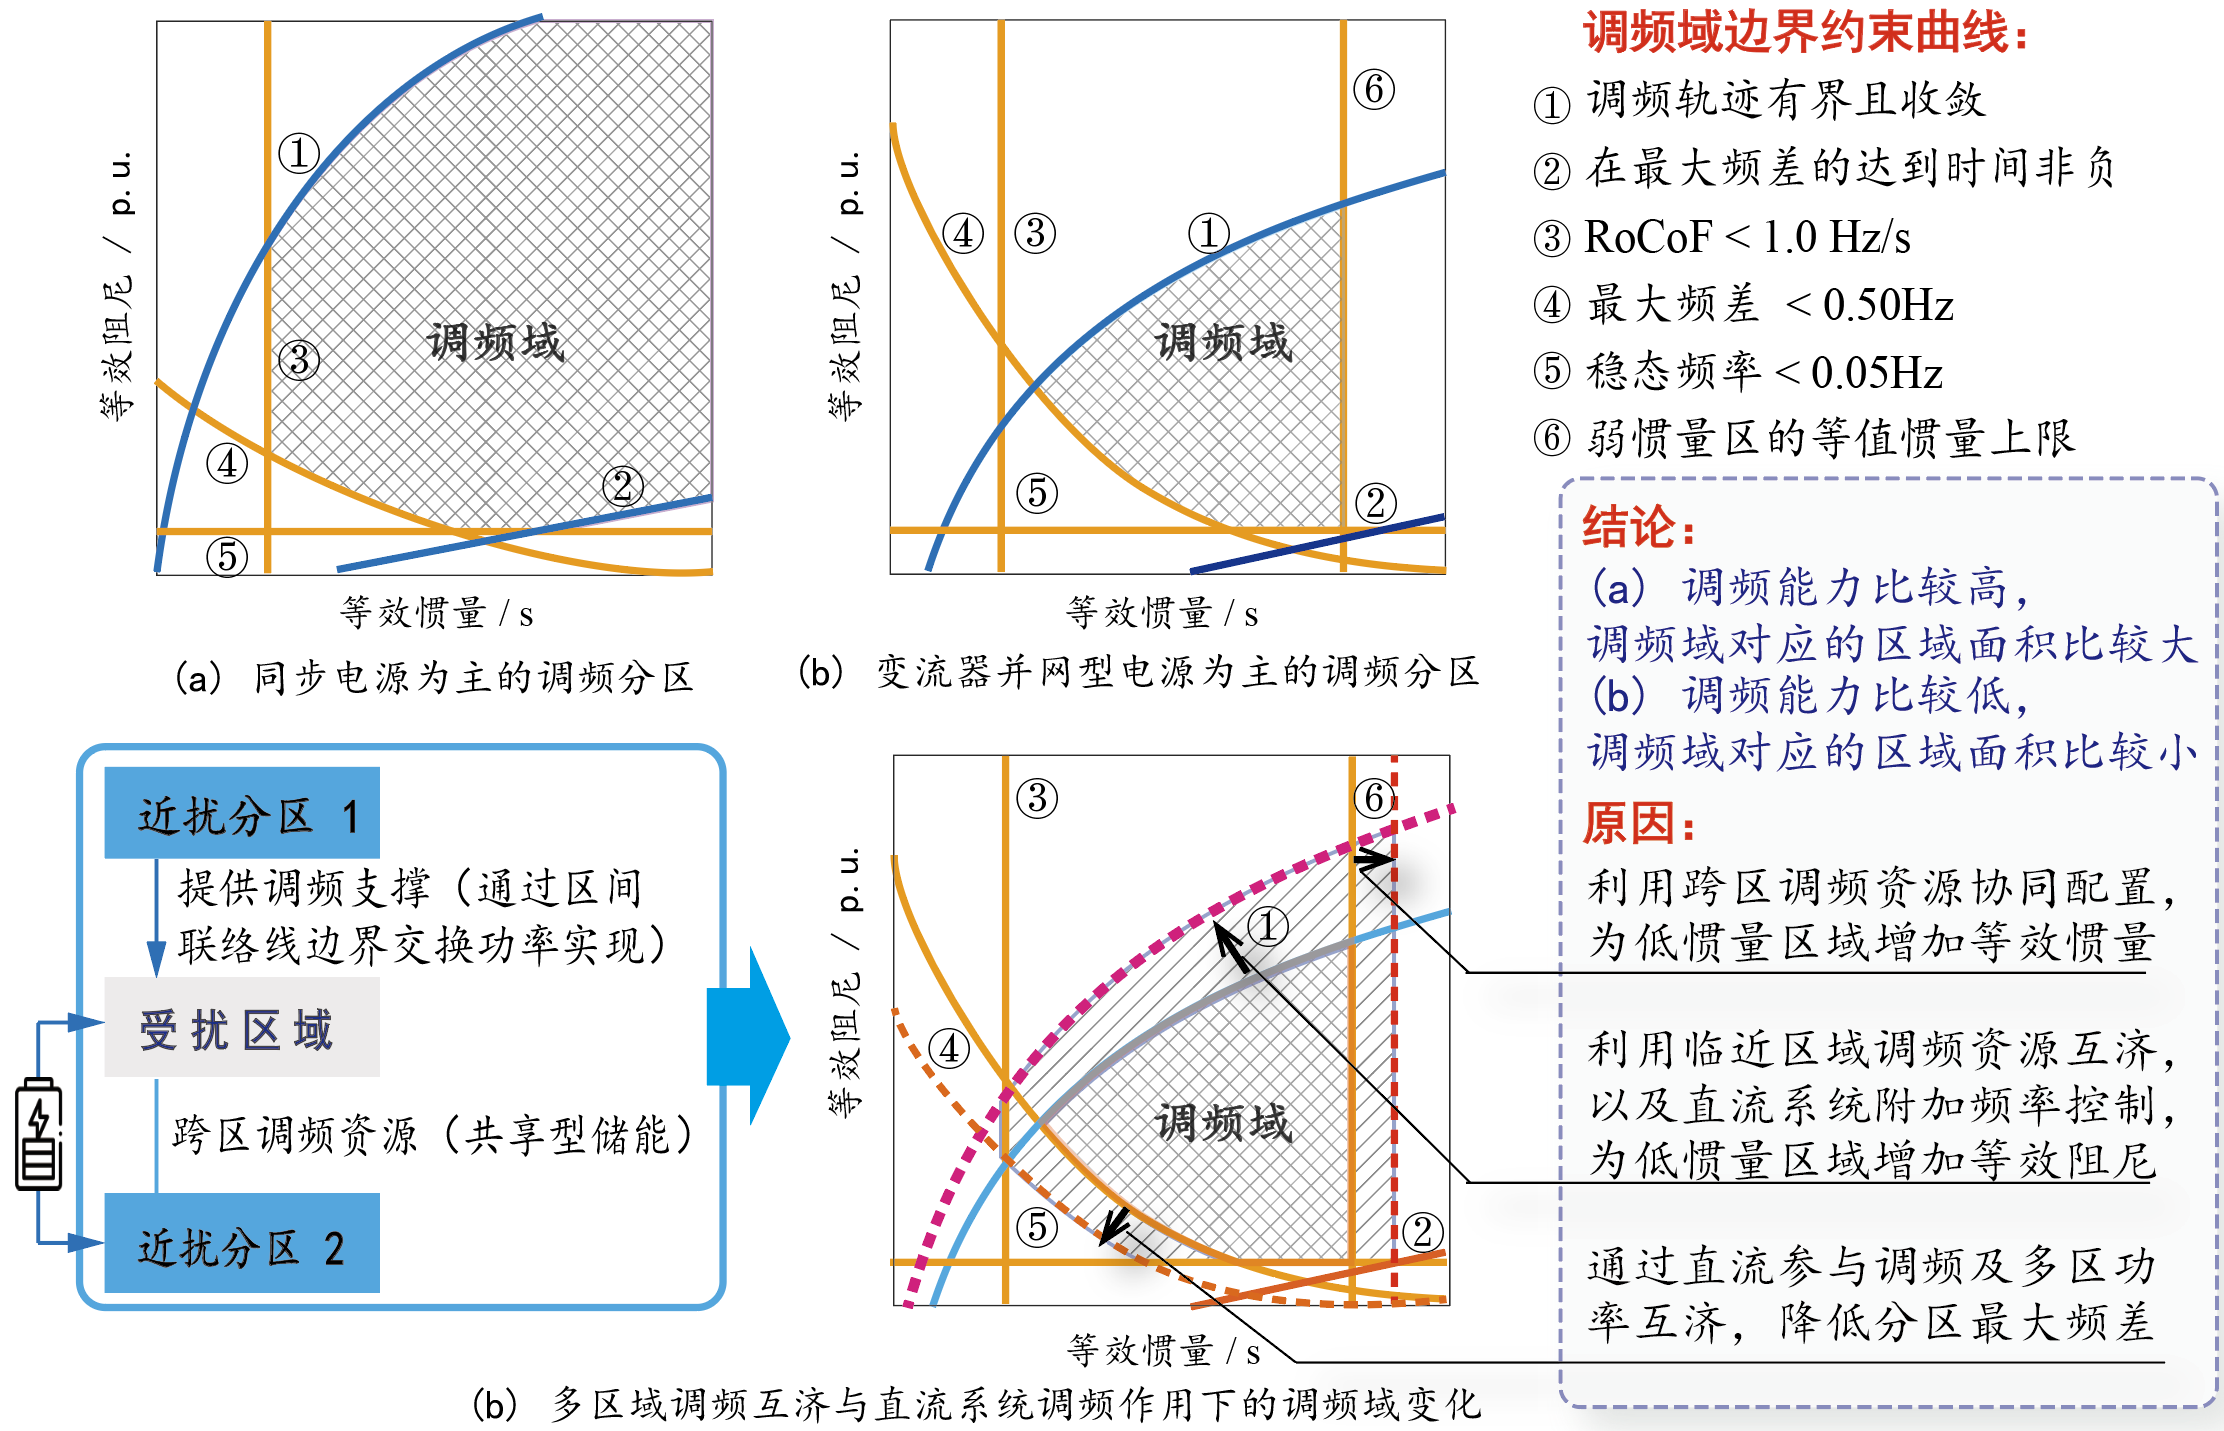 等效阻尼 / p.u.
①
③
调频域
④
②
⑤
等效惯量 / s
(a) 同步电源为主的调频分区
等效阻尼 / p.u.
⑥
④
③
①
调频域
⑤
②
等效惯量 / s
(b) 变流器并网型电源为主的调频分区
调频域边界约束曲线：
① 调频轨迹有界且收敛
② 在最大频差的达到时间非负
③ RoCoF < 1.0 Hz/s
④ 最大频差 < 0.50Hz
⑤ 稳态频率 < 0.05Hz
⑥ 弱惯量区的等值惯量上限
结论：
(a) 调频能力比较高，
调频域对应的区域面积比较大
(b) 调频能力比较低，
调频域对应的区域面积比较小
原因：
利用跨区调频资源协同配置，
为低惯量区域增加等效惯量
利用临近区域调频资源互济，
以及直流系统附加频率控制，
为低惯量区域增加等效阻尼
通过直流参与调频及多区功
率互济，降低分区最大频差
近扰分区 1
提供调频支撑（通过区间
联络线边界交换功率实现）
受扰区域
跨区调频资源（共享型储能）
近扰分区 2
等效阻尼 / p.u.
③
⑥
①
④
调频域
⑤
②
等效惯量 / s
(b) 多区域调频互济与直流系统调频作用下的调频域变化